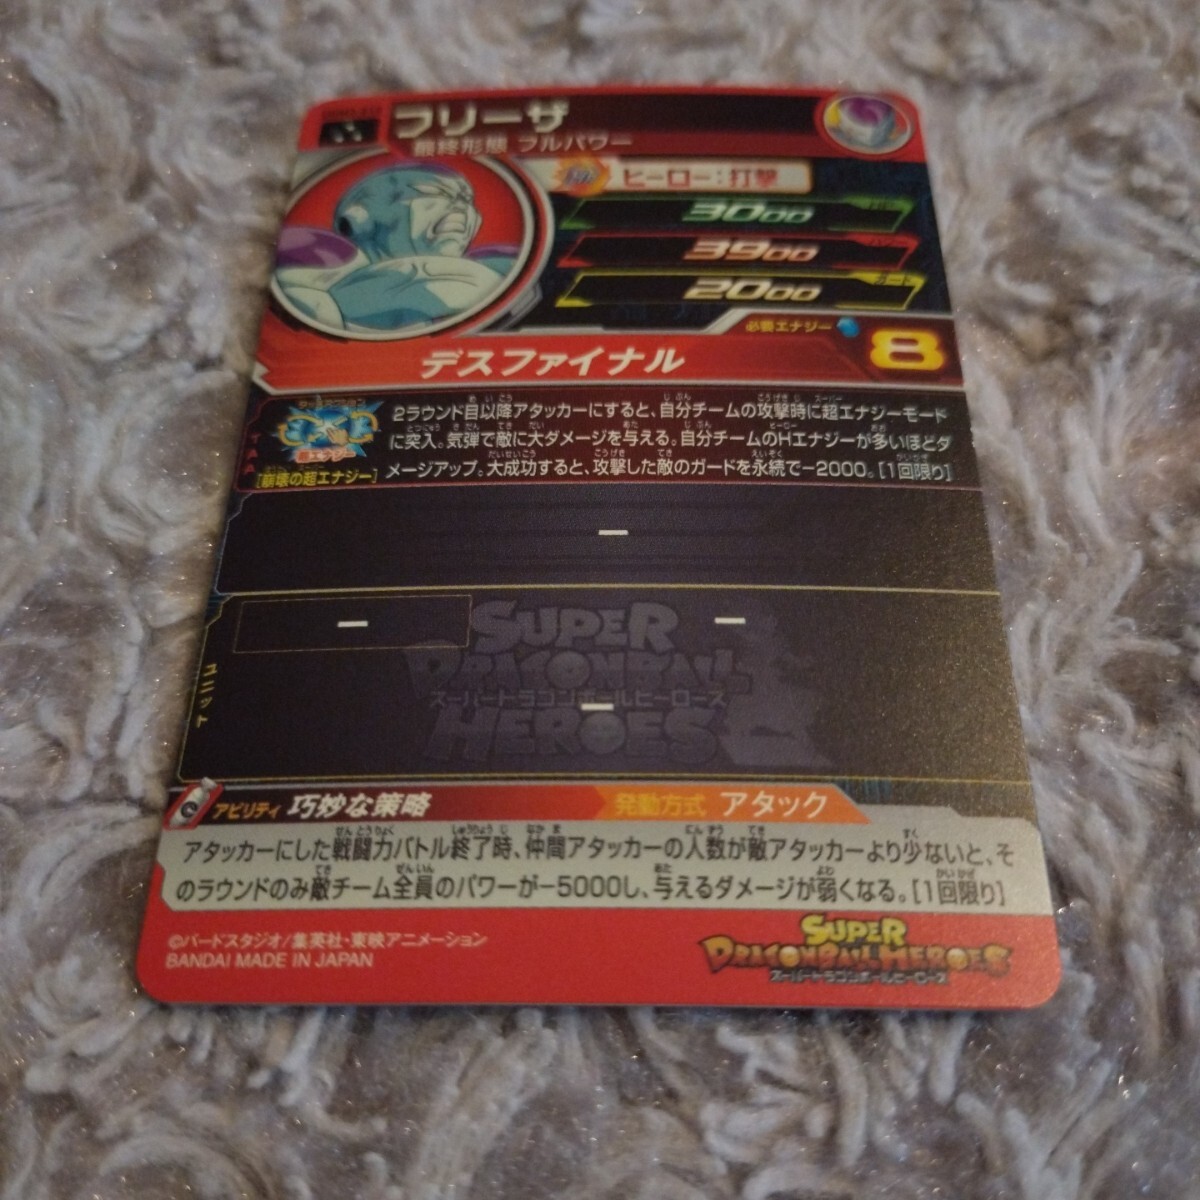 フリーザ
最終形態 フルパワー
ヒーロー:打撃
3000
3900
2000
ガード
必要エナジー
8
デスファイナル
2ラウンド目以降アタッカーにすると、自分チームの攻撃時に超エナジーモード
に突入。気弾で敵に大ダメージを与える。自分チームのHエナジーが多いほどダ
メージアップ。大成功すると、攻撃した敵のガードを永続で-2000。[1回限り]
超エナジー
[崩壊の超エナジー]
ー
ー
ー
ー
ユニット
SUPER
DRAGONBALL
スーパードラゴンボールヒーローズ
HEROES
アビリティ 巧妙な策略
発動方式 アタック
アタッカーにした戦闘力バトル終了時、仲間アタッカーの人数が敵アタッカーより少ないと、そ
のラウンドのみ敵チーム全員のパワーが-5000し、与えるダメージが弱くなる。[1回限り]
©バードスタジオ/集英社・東映アニメーション
BANDAI MADE IN JAPAN
SUPER
DRAGONBALL HEROES
スーパードラゴンボールヒーローズ